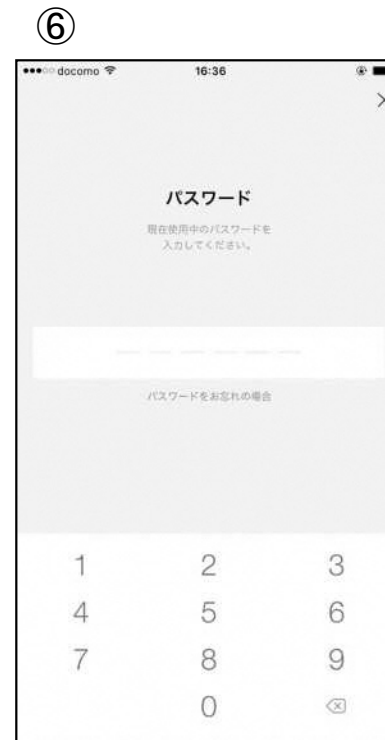 ⑥
●●●○○ docomo 16:36
パスワード
現在使用中のパスワードを
入力してください。
パスワードをお忘れの場合
1 2 3
4 5 6
7 8 9
0